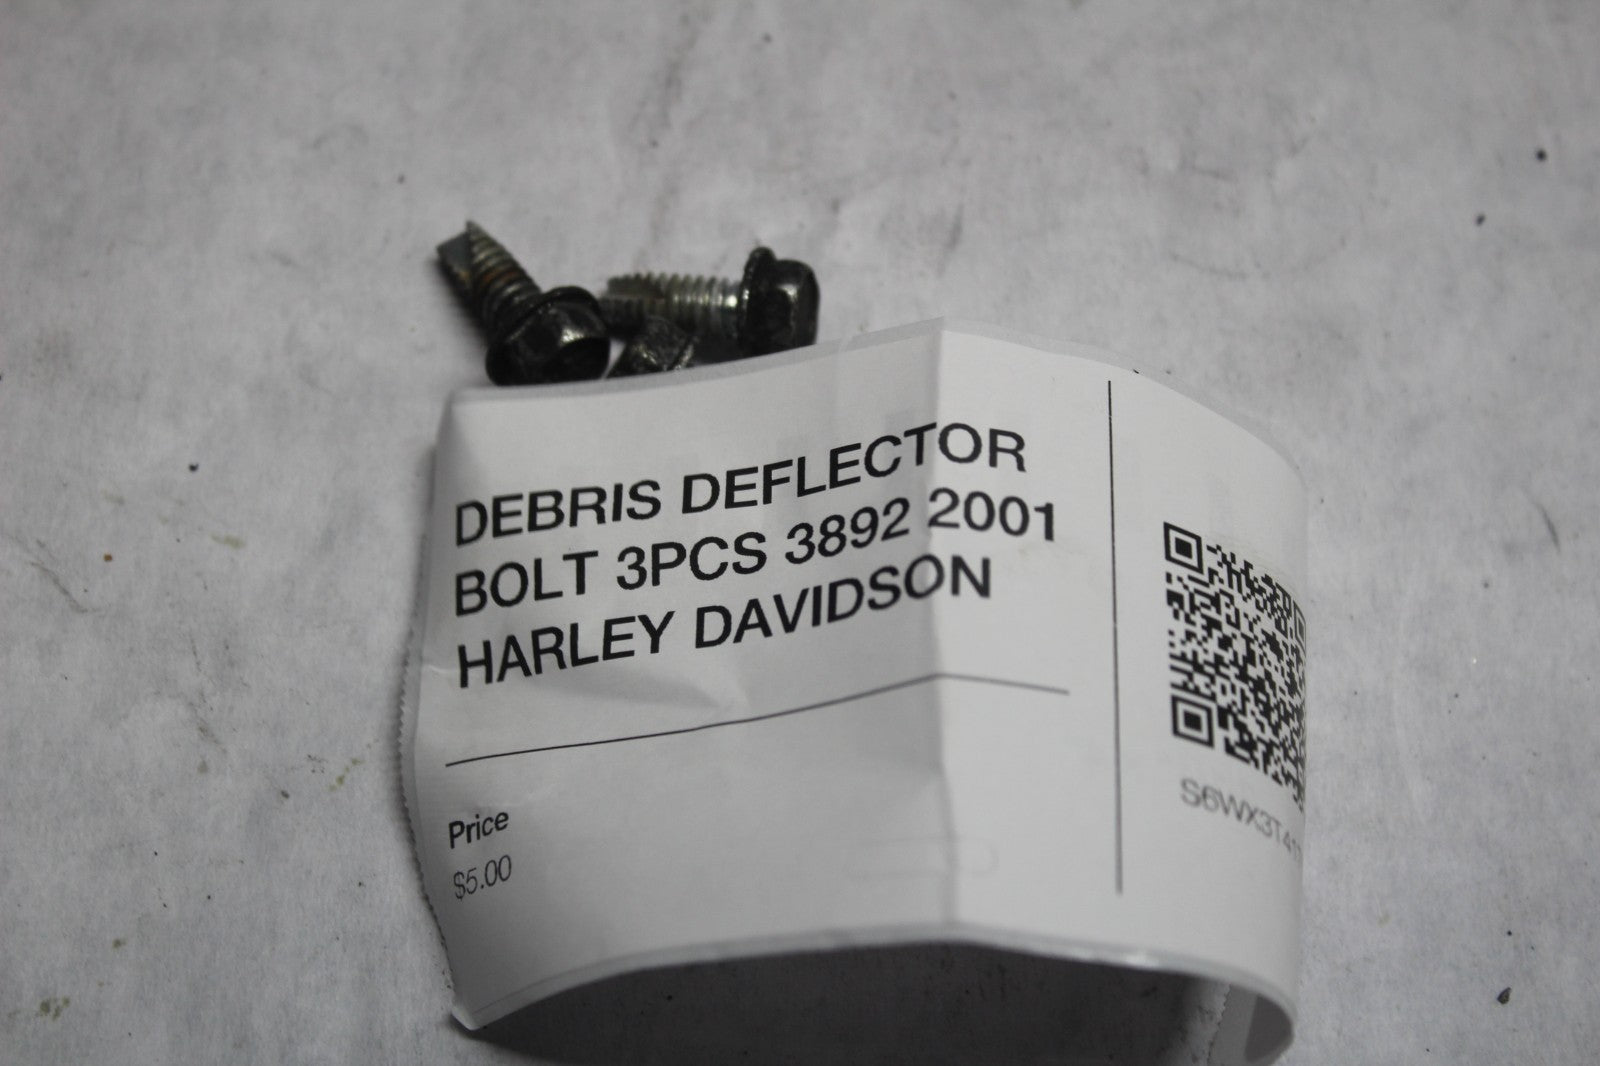 DEBRIS DEFLECTOR
BOLT 3PCS 3892 2001
HARLEY DAVIDSON
Price
$5.00